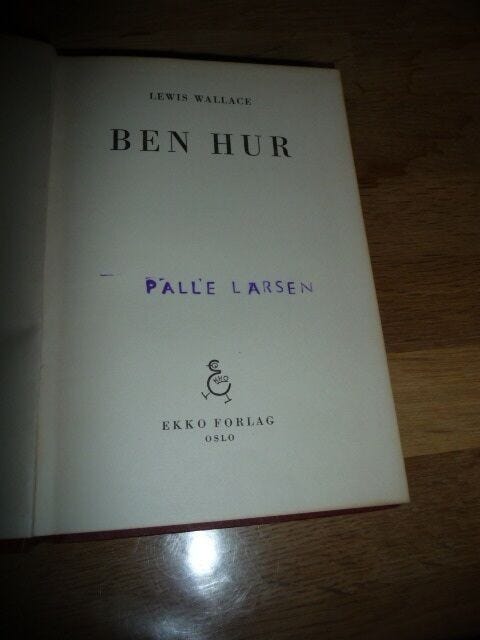 LEWIS WALLACE
BEN HUR
PALLE LARSEN
EKKO
EKKO FORLAG
OSLO